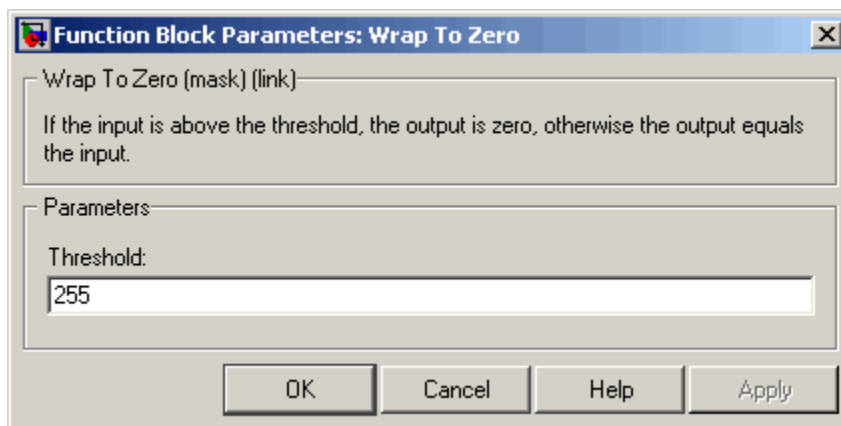 Function Block Parameters: Wrap To Zero
Wrap To Zero (mask) (link)
If the input is above the threshold, the output is zero, otherwise the output equals
the input.
Parameters
Threshold:
255
OK
Cancel
Help
Apply